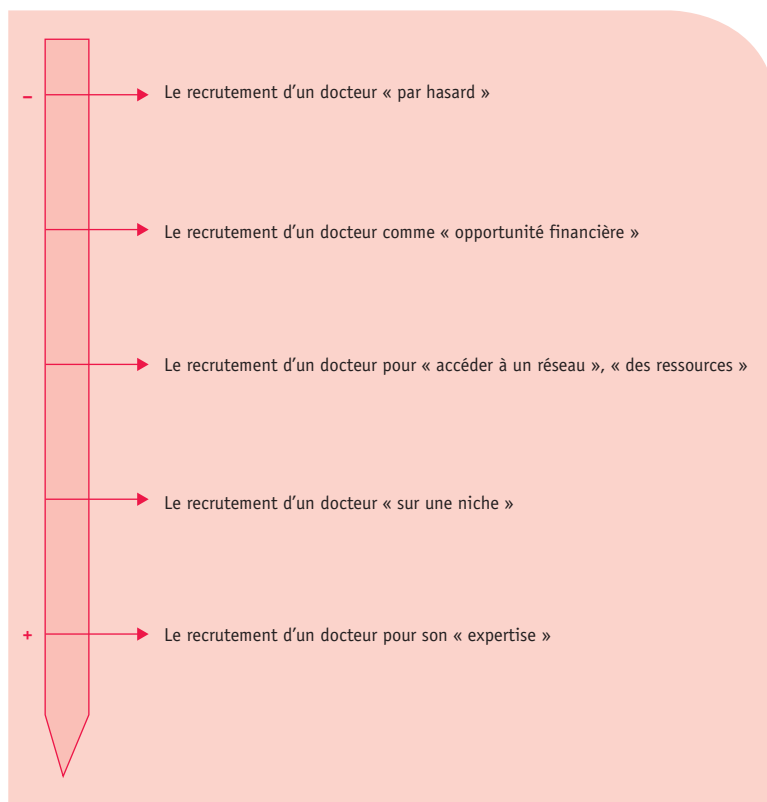 – Le recrutement d'un docteur « par hasard »
Le recrutement d'un docteur comme « opportunité financière »
Le recrutement d'un docteur pour « accéder à un réseau », « des ressources »
Le recrutement d'un docteur « sur une niche »
+ Le recrutement d'un docteur pour son « expertise »